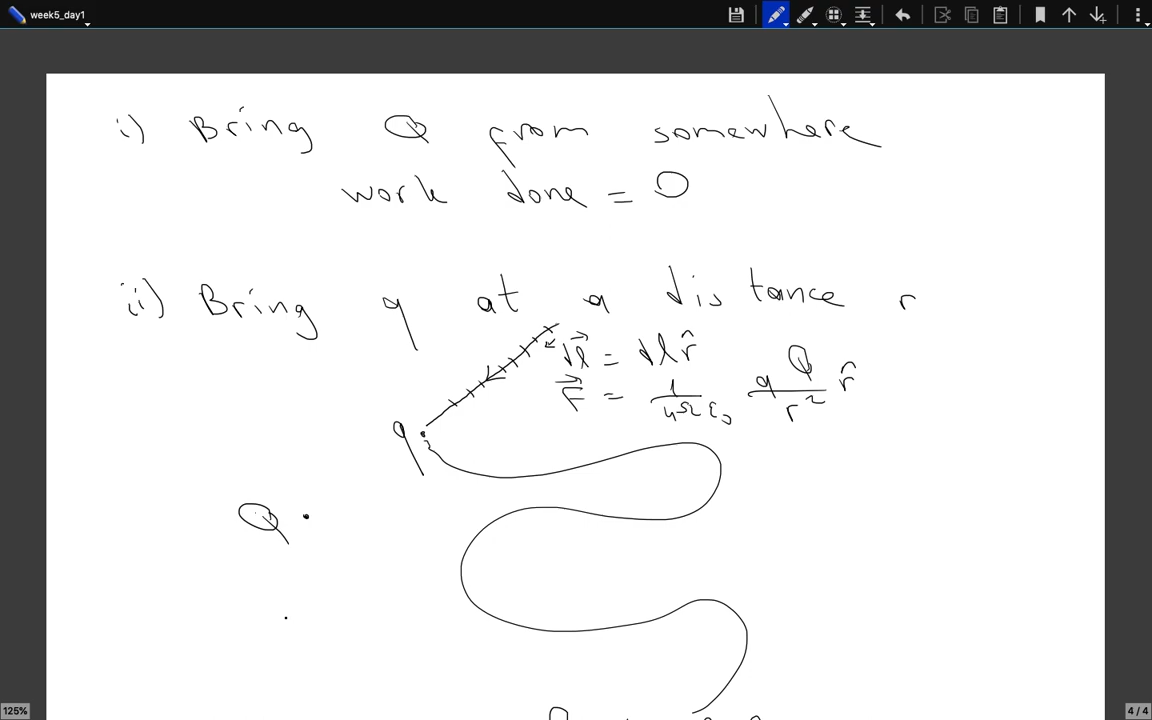 week5_day1
i) Bring Q from somewhere
work done = 0
ii) Bring q at a distance r
d⃗l = dl r̂
F⃗ = 1/4πε₀ qQ/r² r̂
q
Q
125%
4 / 4